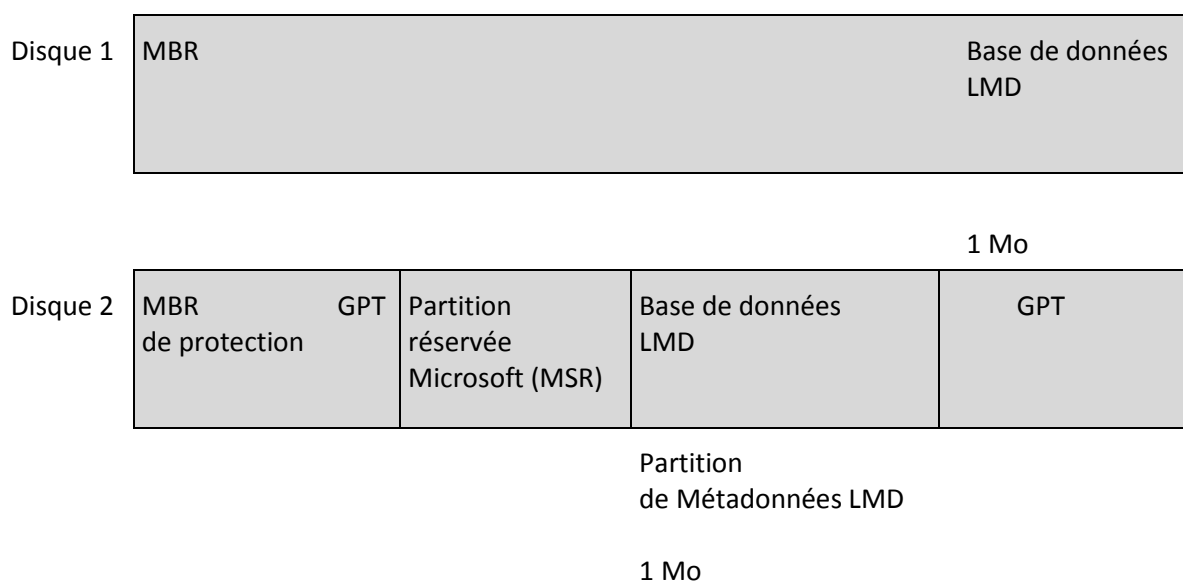 Disque 1
MBR
Base de données
LMD
1 Mo
Disque 2
MBR GPT
de protection
Partition
réservée
Microsoft (MSR)
Base de données
LMD
GPT
Partition
de Métadonnées LMD
1 Mo